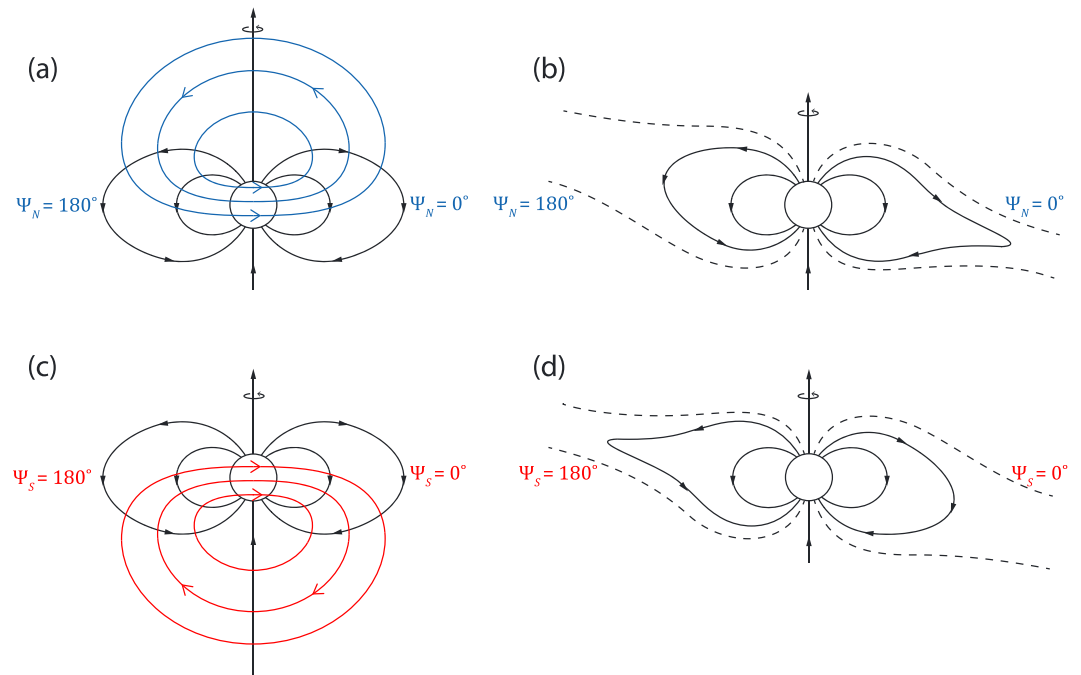 (a)
(b)
Ψ_N = 180°
Ψ_N = 0°
Ψ_N = 180°
Ψ_N = 0°
(c)
(d)
Ψ_S = 180°
Ψ_S = 0°
Ψ_S = 180°
Ψ_S = 0°